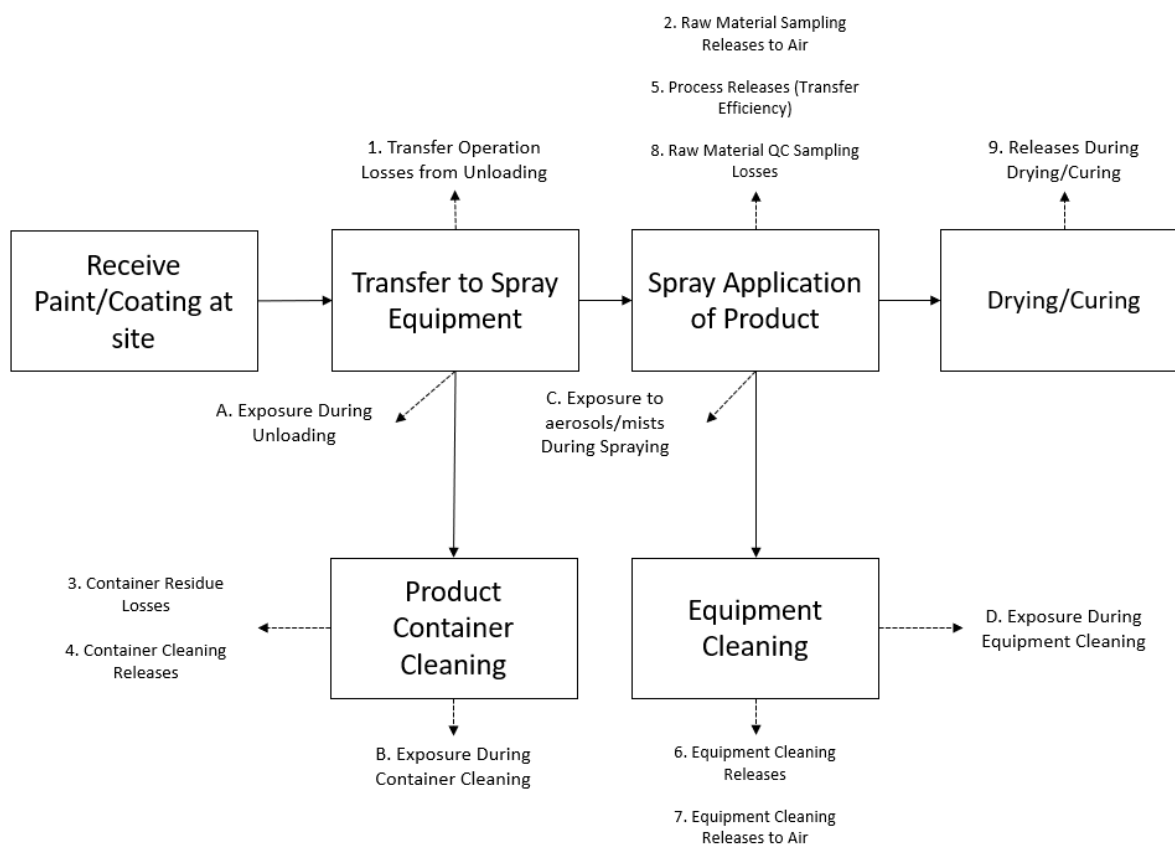 2. Raw Material Sampling
Releases to Air
5. Process Releases (Transfer
Efficiency)
8. Raw Material QC Sampling
Losses
1. Transfer Operation
Losses from Unloading
9. Releases During
Drying/Curing
Receive
Paint/Coating at
site
Transfer to Spray
Equipment
Spray Application
of Product
Drying/Curing
A. Exposure During
Unloading
C. Exposure to
aerosols/mists
During Spraying
3. Container Residue
Losses
4. Container Cleaning
Releases
Product
Container
Cleaning
Equipment
Cleaning
D. Exposure During
Equipment Cleaning
B. Exposure During
Container Cleaning
6. Equipment Cleaning
Releases
7. Equipment Cleaning
Releases to Air